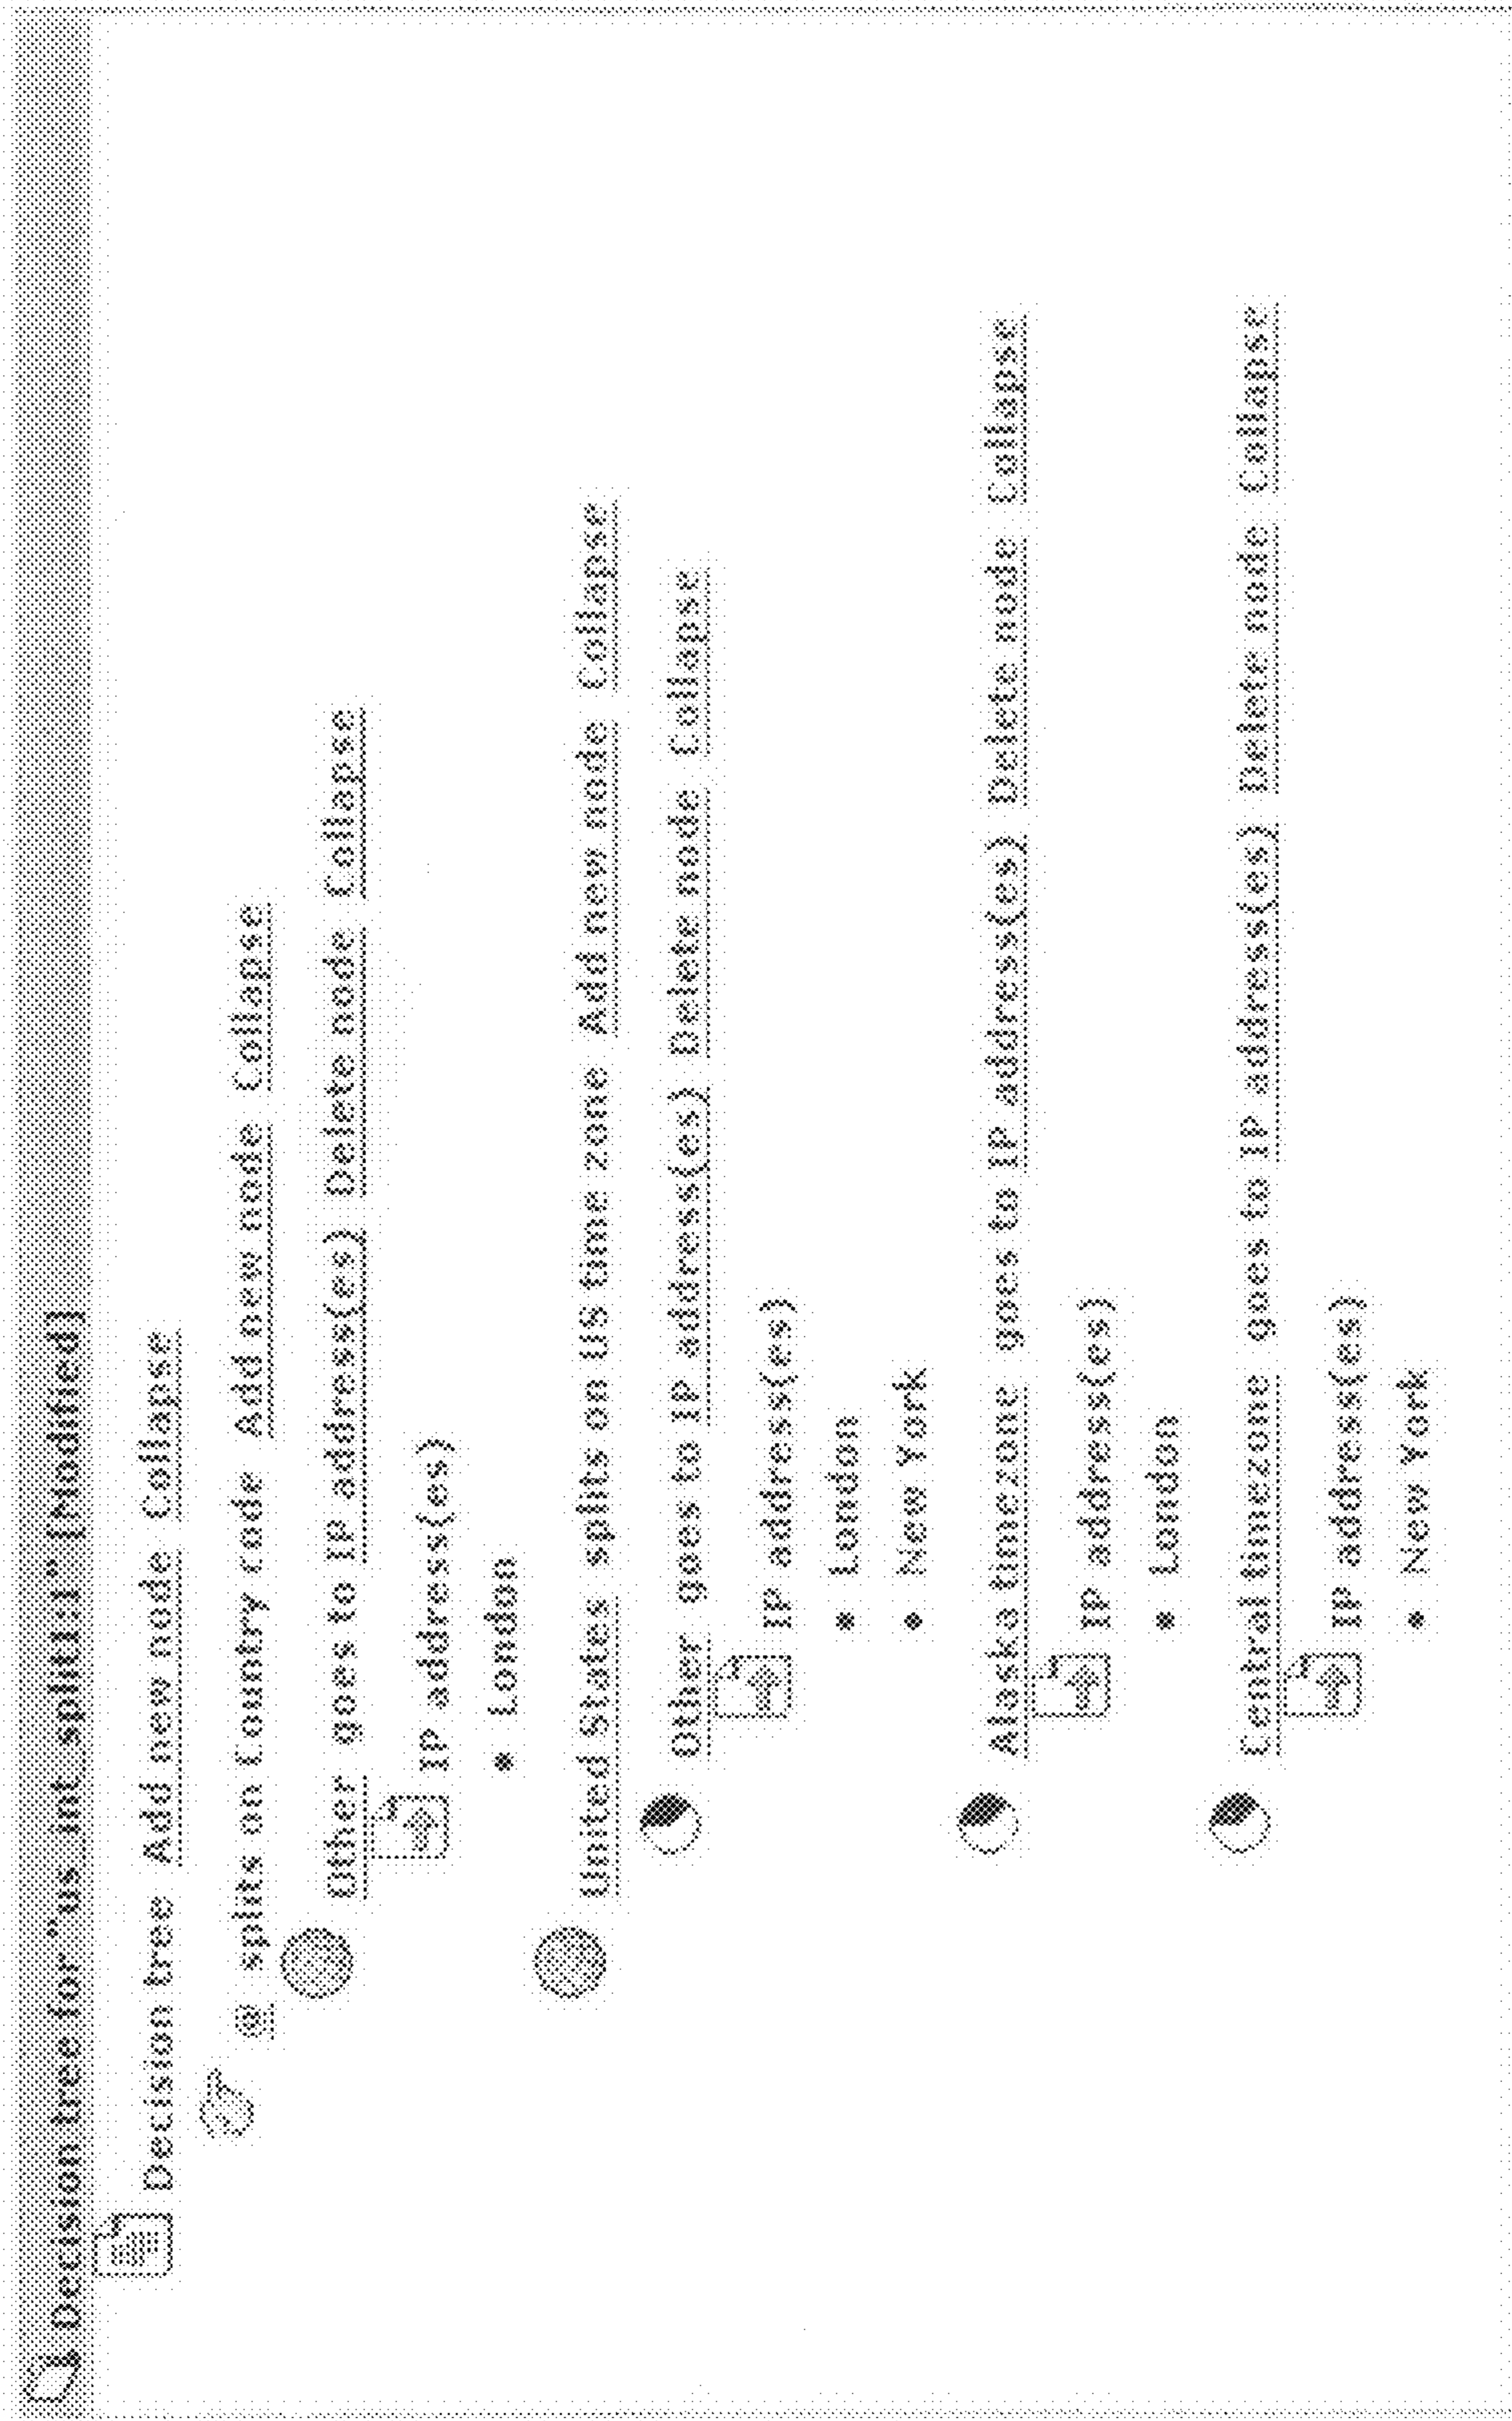 Decision tree for "us_int_split::" [Modified]
Decision tree Add new node Collapse
@ splits on Country code Add new node Collapse
Other goes to IP address(es) Delete node Collapse
IP address(es)
• London
United States splits on US time zone Add new node Collapse
Other goes to IP address(es) Delete node Collapse
IP address(es)
• London
• New York
Alaska timezone goes to IP address(es) Delete node Collapse
IP address(es)
• London
Central timezone goes to IP address(es) Delete node Collapse
IP address(es)
• New York